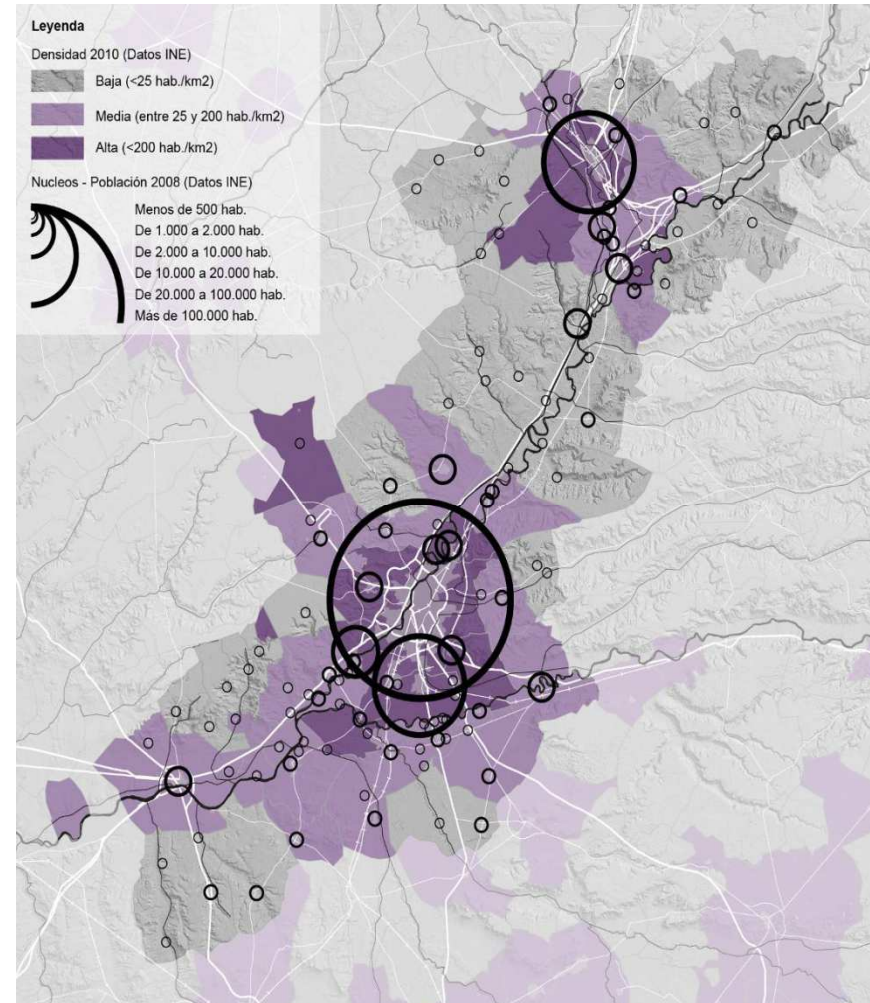 Leyenda
Densidad 2010 (Datos INE)
Baja (<25 hab./km2)
Media (entre 25 y 200 hab./km2)
Alta (<200 hab./km2)
Nucleos - Población 2008 (Datos INE)
Menos de 500 hab.
De 1.000 a 2.000 hab.
De 2.000 a 10.000 hab.
De 10.000 a 20.000 hab.
De 20.000 a 100.000 hab.
Más de 100.000 hab.